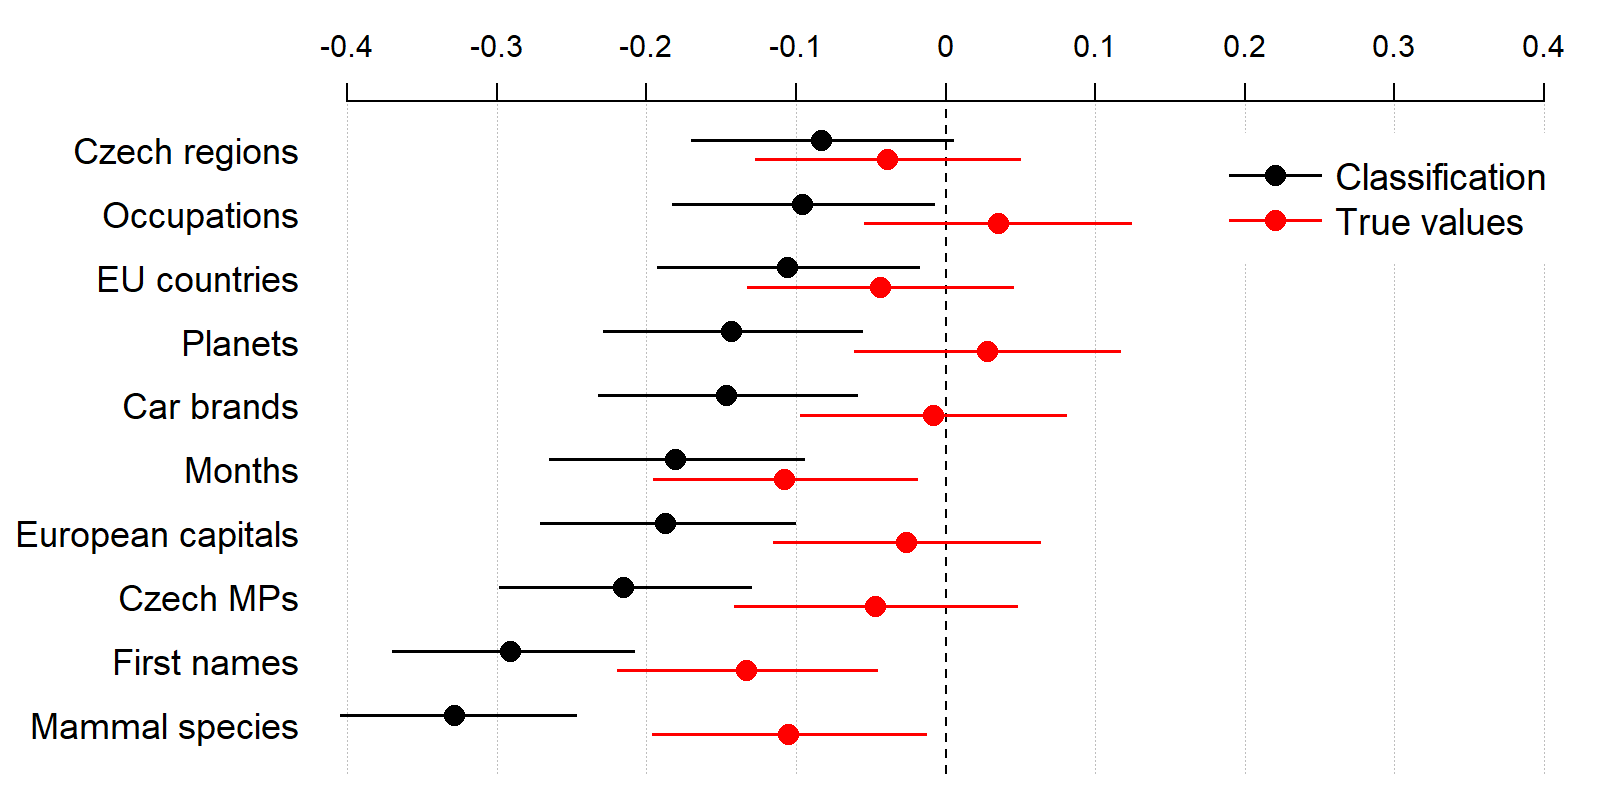 -0.4 -0.3 -0.2 -0.1 0 0.1 0.2 0.3 0.4
Czech regions
Classification
Occupations
True values
EU countries
Planets
Car brands
Months
European capitals
Czech MPs
First names
Mammal species